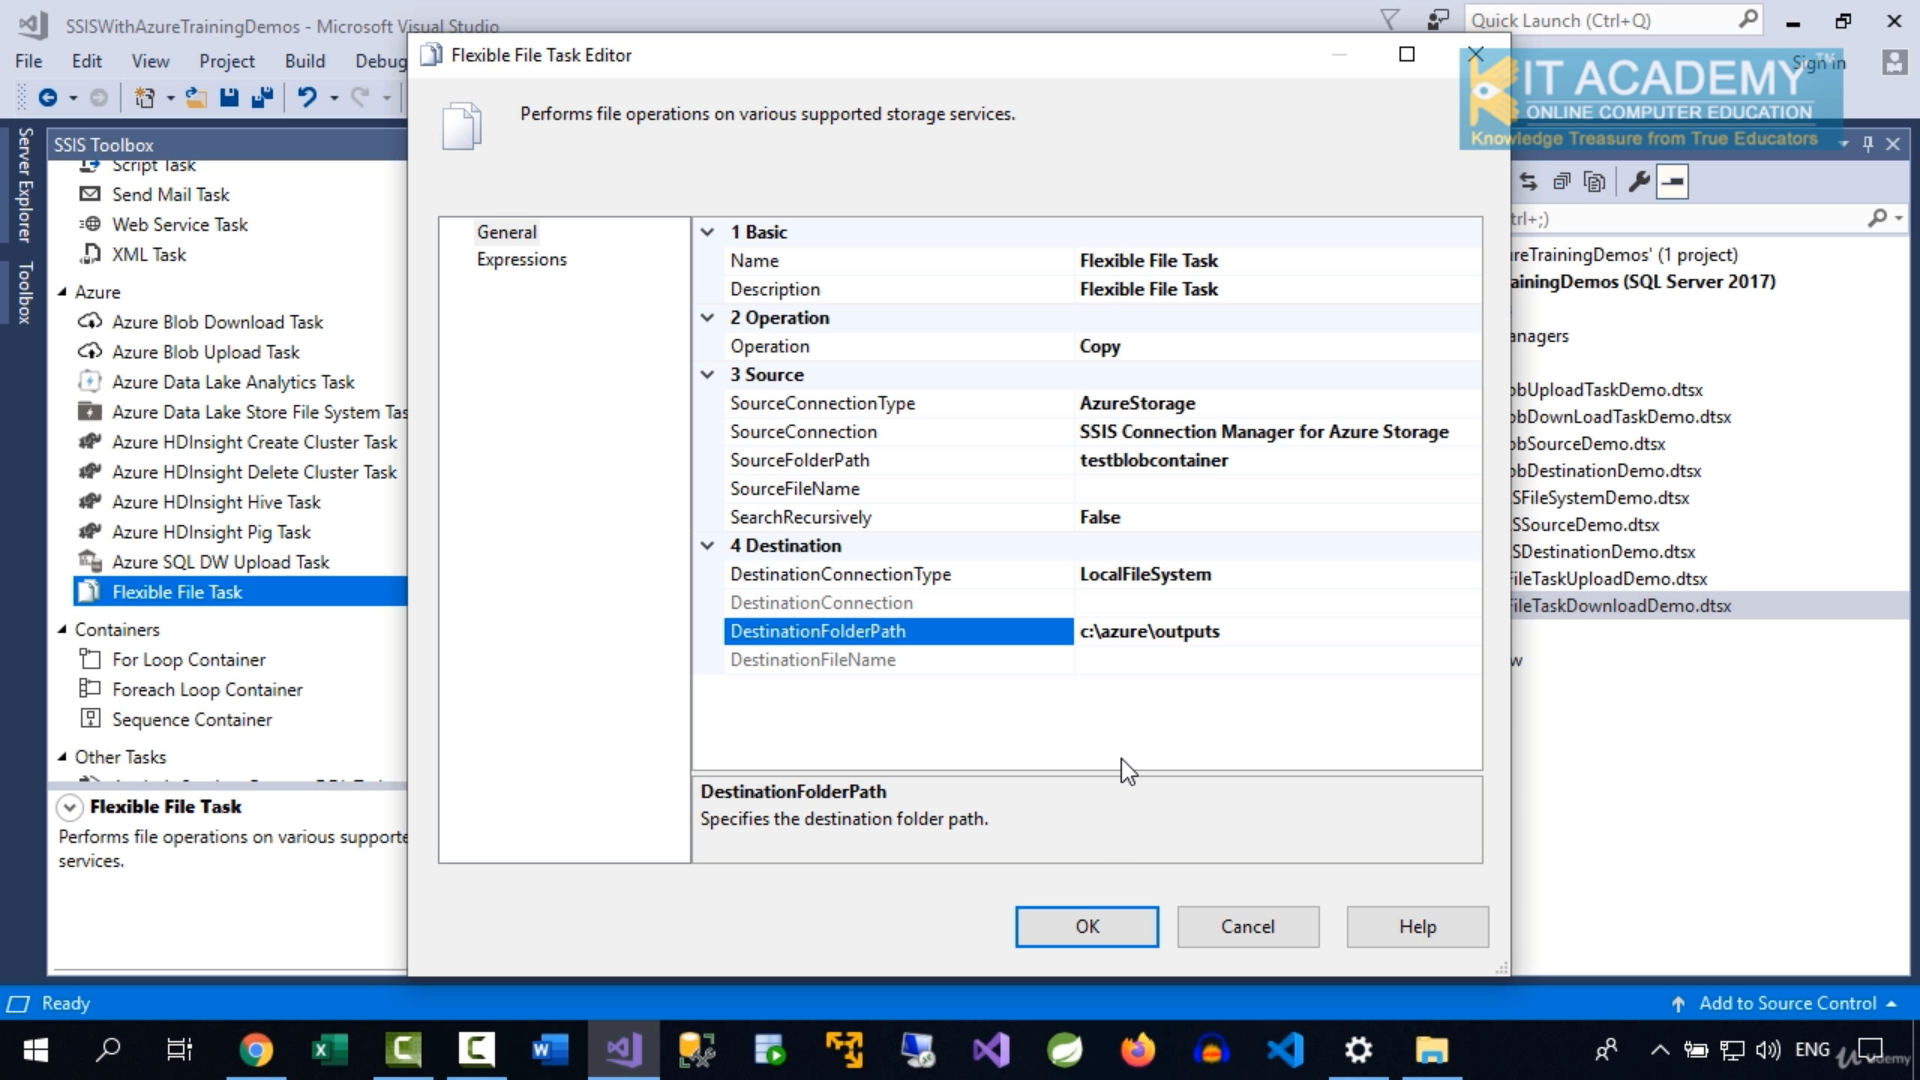 SSISWithAzureTrainingDemos - Microsoft Visual Studio
Quick Launch (Ctrl+Q)
File Edit View Project Build Debug
Sign in
Flexible File Task Editor
Performs file operations on various supported storage services.
IT ACADEMY
TM
ONLINE COMPUTER EDUCATION
Knowledge Treasure from True Educators
Server Explorer
Toolbox
SSIS Toolbox
Script Task
Send Mail Task
Web Service Task
XML Task
Azure
Azure Blob Download Task
Azure Blob Upload Task
Azure Data Lake Analytics Task
Azure Data Lake Store File System Tas
Azure HDInsight Create Cluster Task
Azure HDInsight Delete Cluster Task
Azure HDInsight Hive Task
Azure HDInsight Pig Task
Azure SQL DW Upload Task
Flexible File Task
Containers
For Loop Container
Foreach Loop Container
Sequence Container
Other Tasks
Flexible File Task
Performs file operations on various supporte
services.
General
Expressions
1 Basic
Name Flexible File Task
Description Flexible File Task
2 Operation
Operation Copy
3 Source
SourceConnectionType AzureStorage
SourceConnection SSIS Connection Manager for Azure Storage
SourceFolderPath testblobcontainer
SourceFileName
SearchRecursively False
4 Destination
DestinationConnectionType LocalFileSystem
DestinationConnection
DestinationFolderPath c:\azure\outputs
DestinationFileName
DestinationFolderPath
Specifies the destination folder path.
OK Cancel Help
trl+;)
reTrainingDemos' (1 project)
ainingDemos (SQL Server 2017)
anagers
obUploadTaskDemo.dtsx
obDownLoadTaskDemo.dtsx
obSourceDemo.dtsx
obDestinationDemo.dtsx
SFileSystemDemo.dtsx
SSourceDemo.dtsx
SDestinationDemo.dtsx
FileTaskUploadDemo.dtsx
FileTaskDownloadDemo.dtsx
w
Ready
Add to Source Control
ENG
Udemy